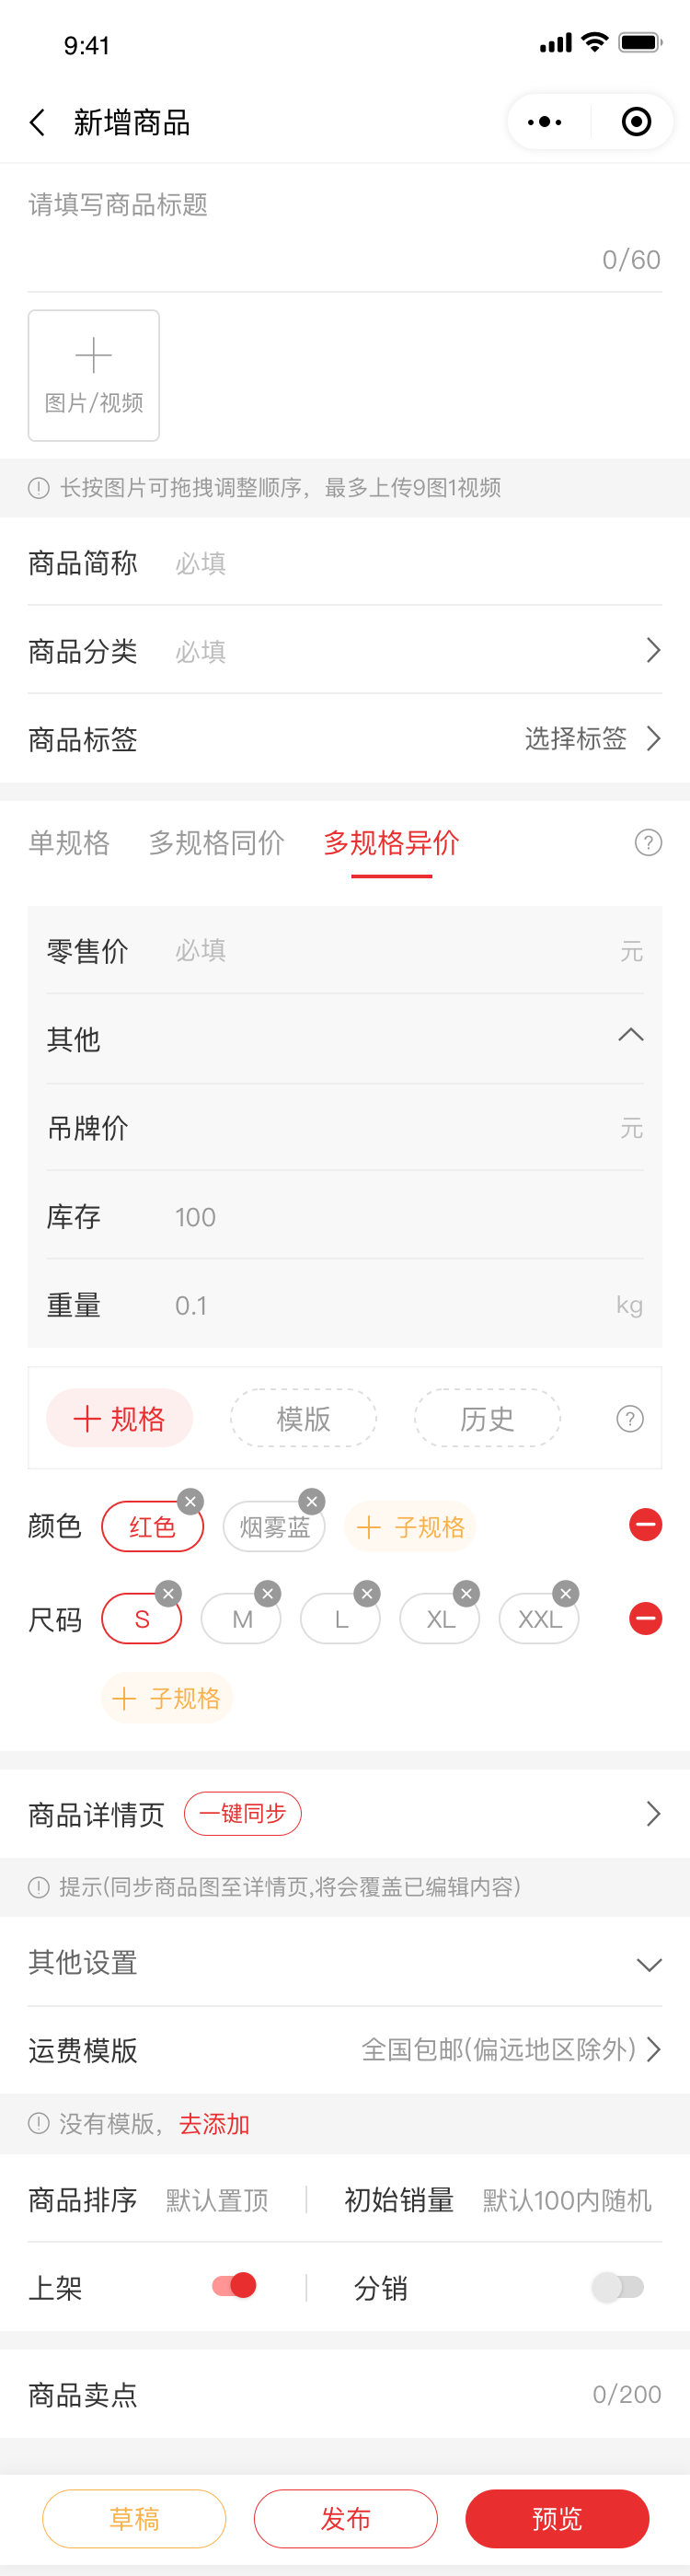 9:41
新增商品
请填写商品标题
0/60
图片/视频
长按图片可拖拽调整顺序，最多上传9图1视频
商品简称 必填
商品分类 必填
商品标签 选择标签
单规格 多规格同价 多规格异价
零售价 必填 元
其他
吊牌价 元
库存 100
重量 0.1 kg
规格 模版 历史
颜色 红色 烟雾蓝 子规格
尺码 S M L XL XXL
子规格
商品详情页 一键同步
提示(同步商品图至详情页,将会覆盖已编辑内容)
其他设置
运费模版 全国包邮(偏远地区除外)
没有模版，去添加
商品排序 默认置顶 初始销量 默认100内随机
上架 分销
商品卖点 0/200
草稿 发布 预览